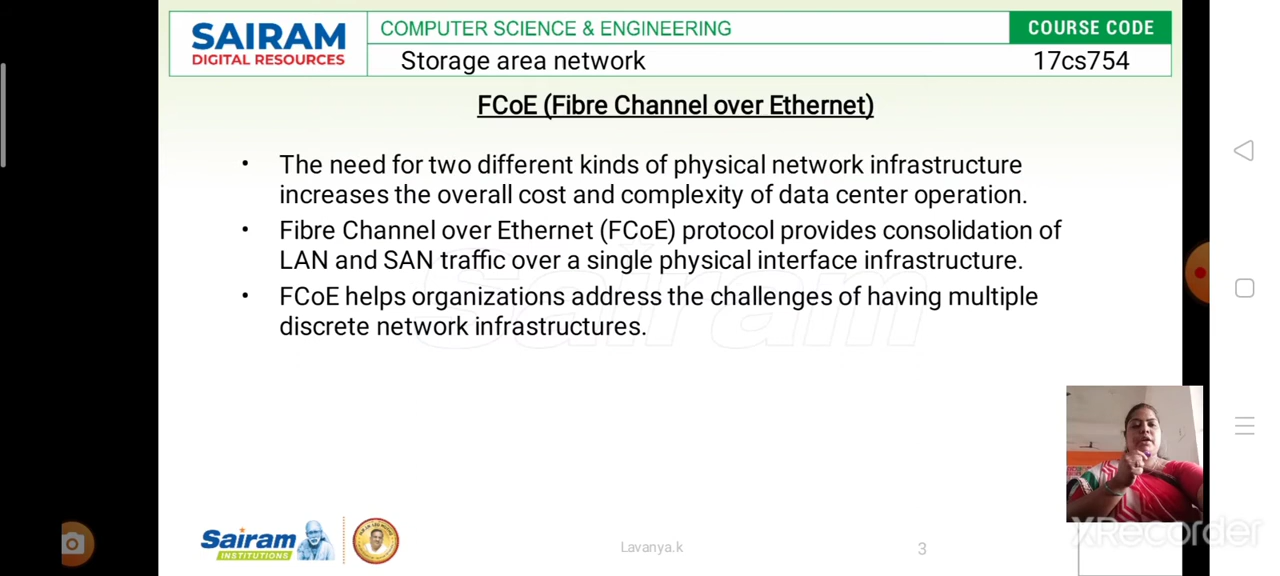 SAIRAM
DIGITAL RESOURCES
COMPUTER SCIENCE & ENGINEERING
COURSE CODE
Storage area network
17cs754
FCoE (Fibre Channel over Ethernet)
• The need for two different kinds of physical network infrastructure
increases the overall cost and complexity of data center operation.
• Fibre Channel over Ethernet (FCoE) protocol provides consolidation of
LAN and SAN traffic over a single physical interface infrastructure.
• FCoE helps organizations address the challenges of having multiple
discrete network infrastructures.
Sairam
Sairam
INSTITUTIONS
Lavanya.k
3
XRecorder